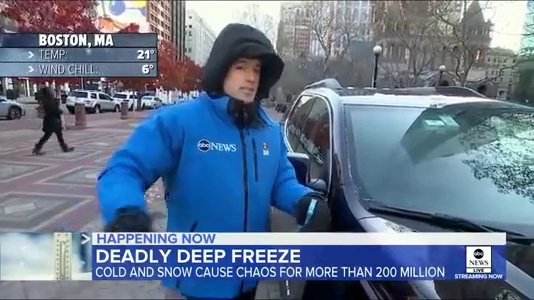 BOSTON, MA
> TEMP: 21°
> WIND CHILL: 6°
abc NEWS
HAPPENING NOW
DEADLY DEEP FREEZE
COLD AND SNOW CAUSE CHAOS FOR MORE THAN 200 MILLION
abc
NEWS
LIVE
STREAMING NOW